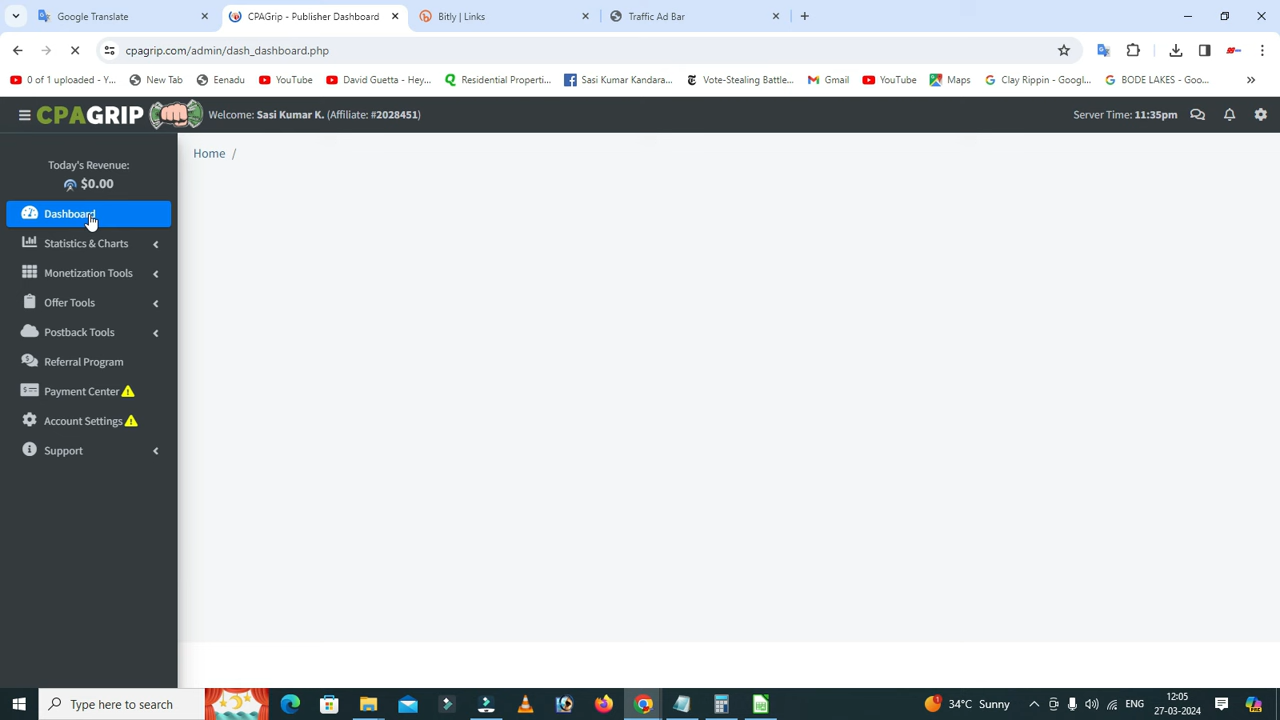 Google Translate
CPAGrip - Publisher Dashboard
Bitly | Links
Traffic Ad Bar
cpagrip.com/admin/dash_dashboard.php
0 of 1 uploaded - Y...
New Tab
Eenadu
YouTube
David Guetta - Hey...
Residential Properti...
Sasi Kumar Kandara...
Vote-Stealing Battle...
Gmail
YouTube
Maps
Clay Rippin - Googl...
BODE LAKES - Goo...
CPAGRIP
Welcome: Sasi Kumar K. (Affiliate: #2028451)
Server Time: 11:35pm
Today's Revenue:
$0.00
Home /
Dashboard
Statistics & Charts
Monetization Tools
Offer Tools
Postback Tools
Referral Program
Payment Center
Account Settings
Support
Type here to search
34°C Sunny
ENG
12:05
27-03-2024